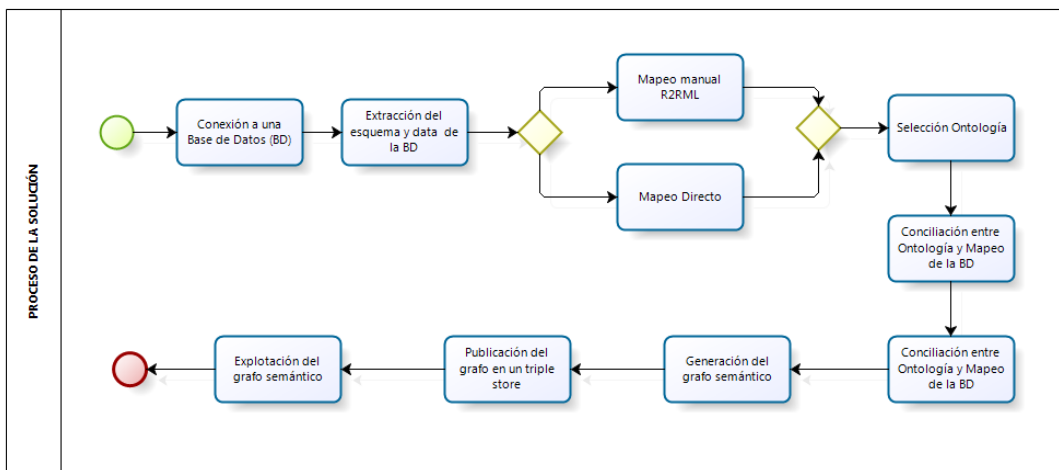 PROCESO DE LA SOLUCIÓN
Conexión a una
Base de Datos (BD)
Extracción del
esquema y data de
la BD
Mapeo manual
R2RML
Mapeo Directo
Selección Ontología
Conciliación entre
Ontología y Mapeo
de la BD
Conciliación entre
Ontología y Mapeo
de la BD
Generación del
grafo semántico
Publicación del
grafo en un triple
store
Explotación del
grafo semántico